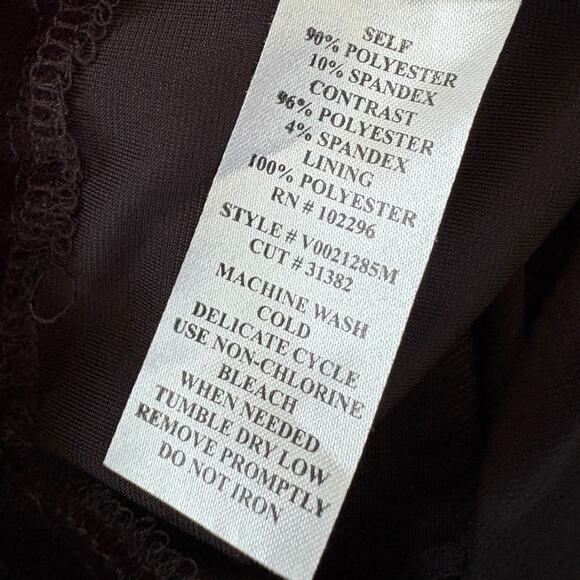 SELF
90% POLYESTER
10% SPANDEX
CONTRAST
96% POLYESTER
4% SPANDEX
LINING
100% POLYESTER
RN # 102296
STYLE # V0021285M
CUT # 31382
MACHINE WASH
COLD
DELICATE CYCLE
USE NON-CHLORINE
BLEACH
WHEN NEEDED
TUMBLE DRY LOW
REMOVE PROMPTLY
DO NOT IRON